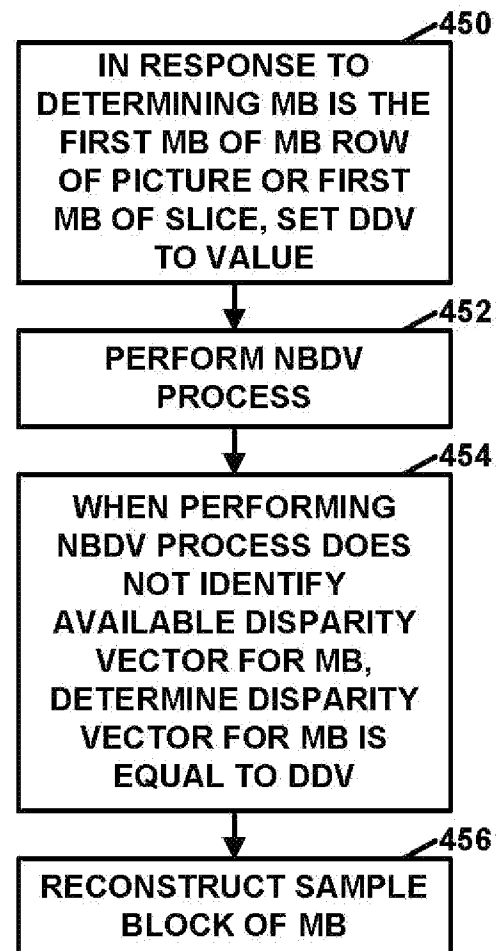 450
IN RESPONSE TO
DETERMINING MB IS THE
FIRST MB OF MB ROW
OF PICTURE OR FIRST
MB OF SLICE, SET DDV
TO VALUE
452
PERFORM NBDV
PROCESS
454
WHEN PERFORMING
NBDV PROCESS DOES
NOT IDENTIFY
AVAILABLE DISPARITY
VECTOR FOR MB,
DETERMINE DISPARITY
VECTOR FOR MB IS
EQUAL TO DDV
456
RECONSTRUCT SAMPLE
BLOCK OF MB